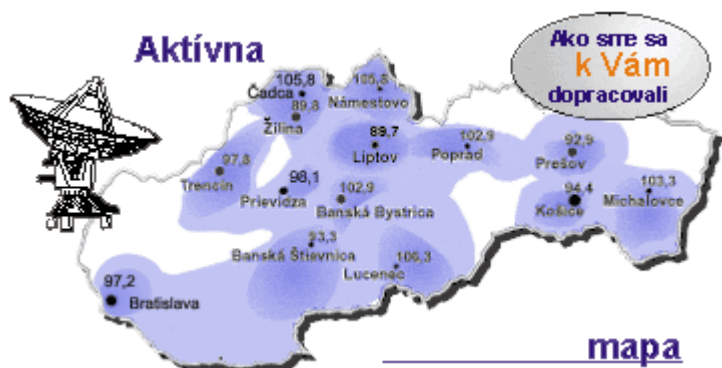 Aktívna
Ako sme sa
k Vám
dopracovali
105,8
Čadca
89,8
Žilina
105,8
Námestovo
89,7
Liptov
102,9
Poprad
92,9
Prešov
97,8
Trenčín
98,1
Prievidza
102,9
Banská Bystrica
94,4
Košice
103,3
Michalovce
93,3
Banská Štiavnica
106,3
Lucenec
97,2
Bratislava
mapa